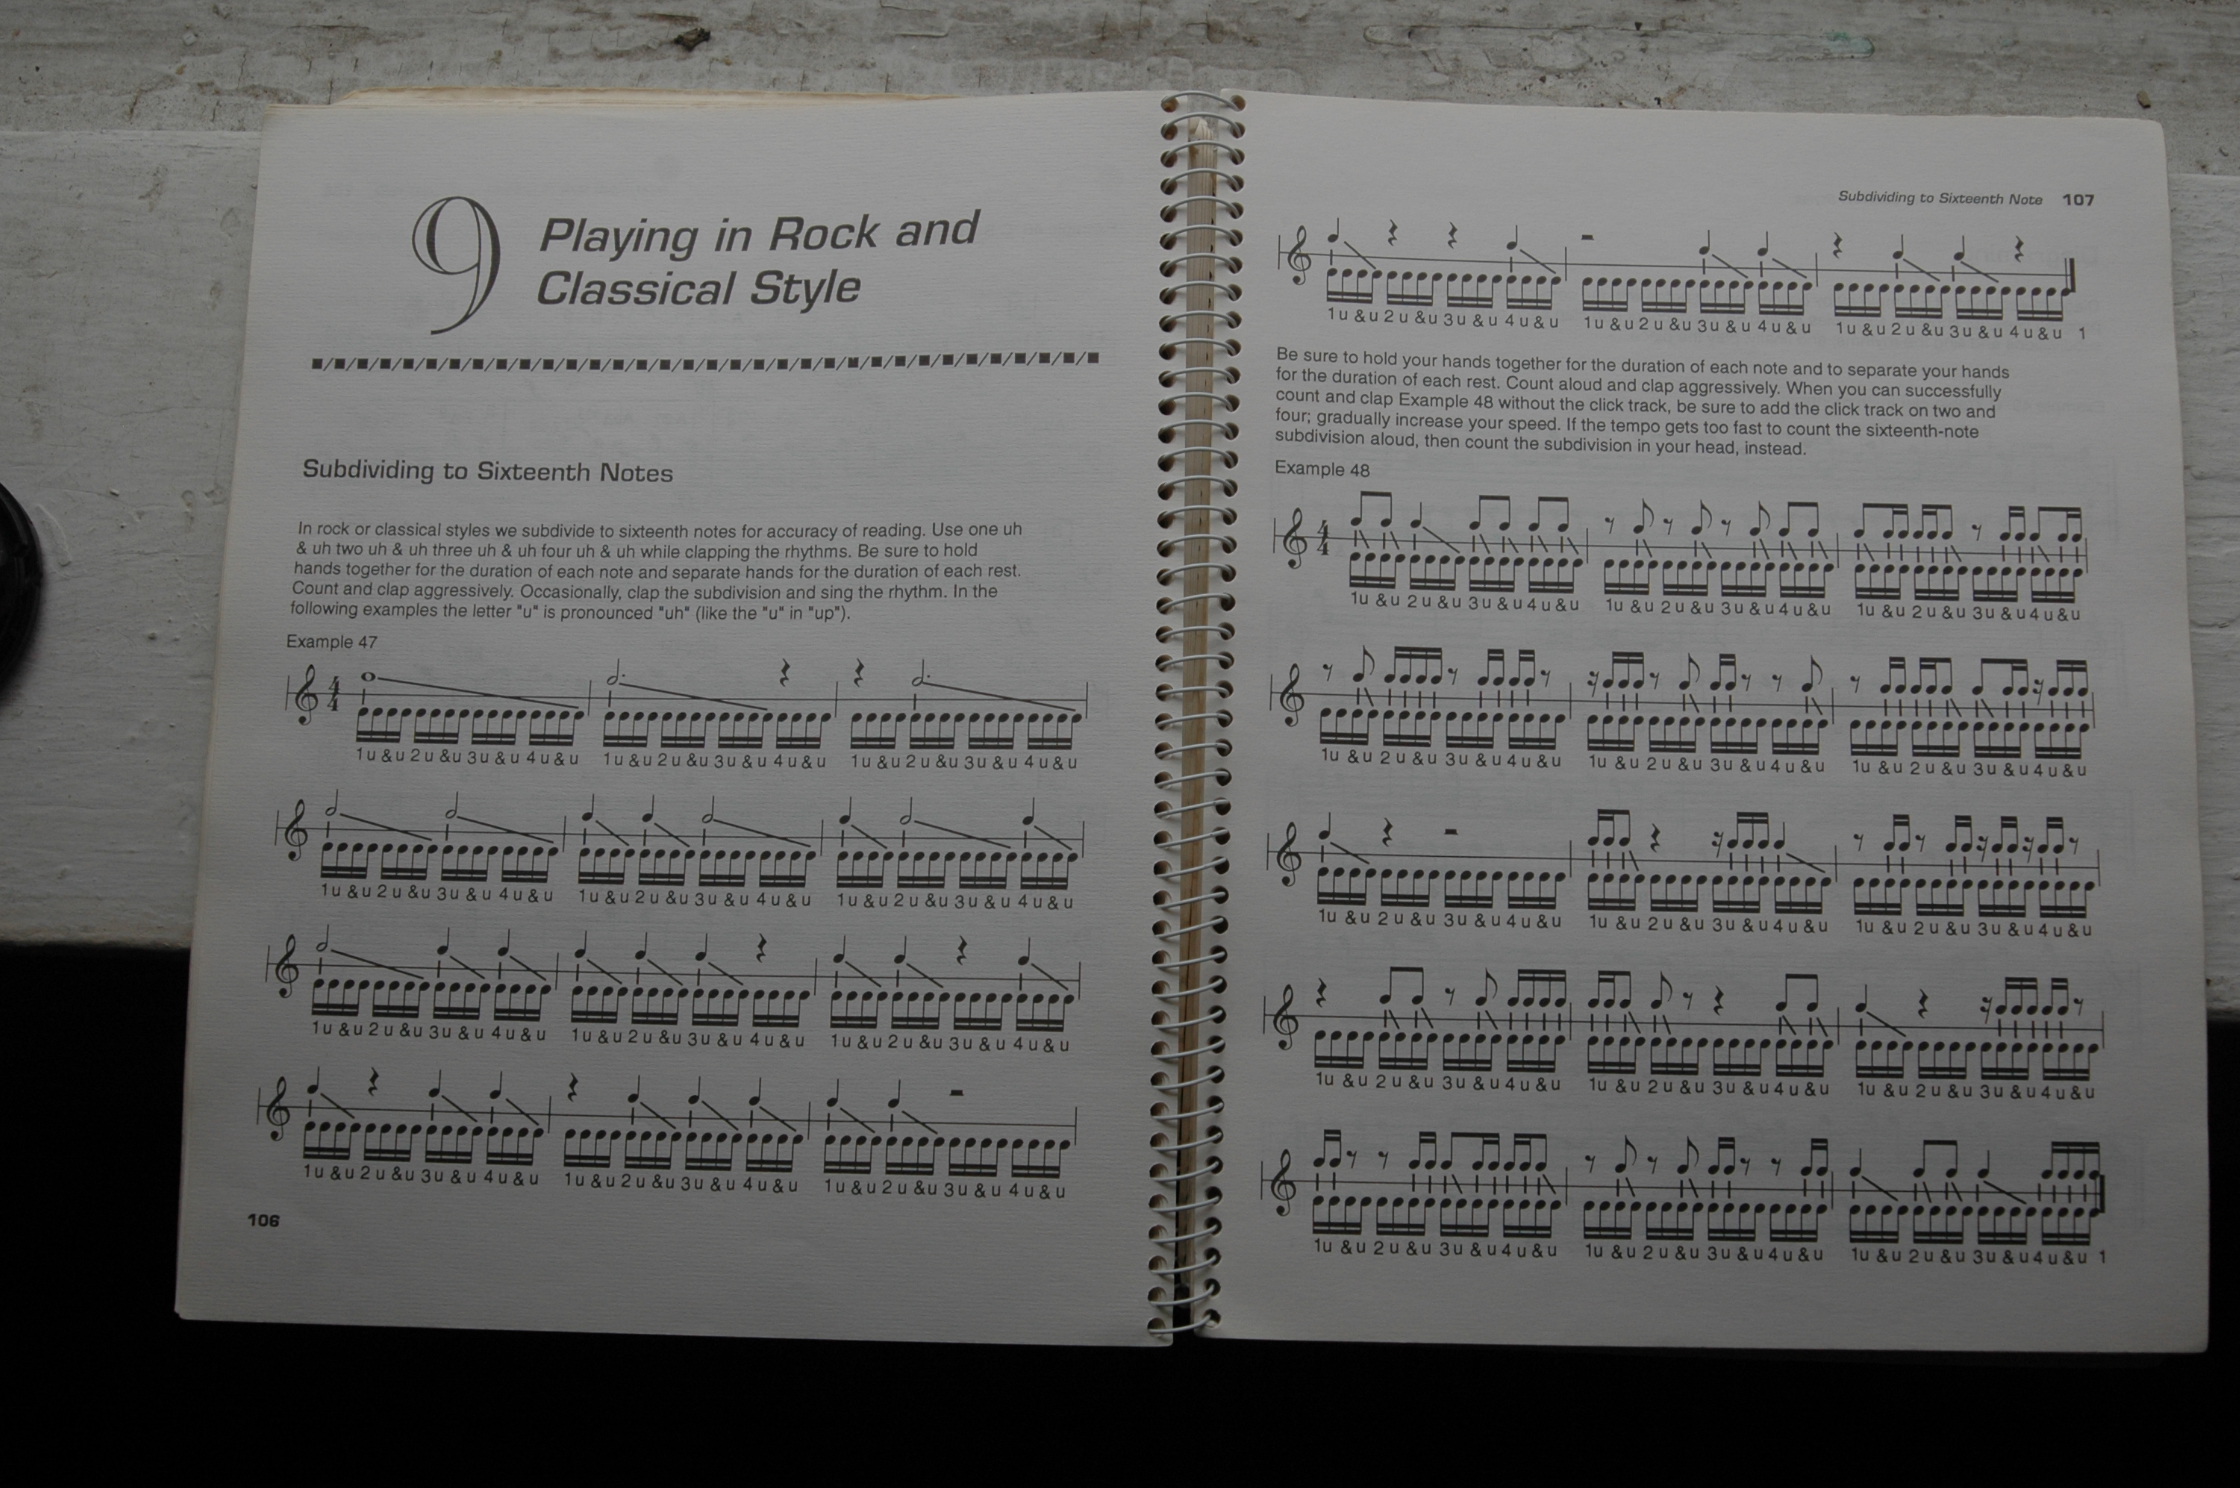 9
Playing in Rock and
Classical Style
Subdividing to Sixteenth Notes
In rock or classical styles we subdivide to sixteenth notes for accuracy of reading. Use one uh
& uh two uh & uh three uh & uh four uh & uh while clapping the rhythms. Be sure to hold
hands together for the duration of each note and separate hands for the duration of each rest.
Count and clap aggressively. Occasionally, clap the subdivision and sing the rhythm. In the
following examples the letter "u" is pronounced "uh" (like the "u" in "up").
Example 47
4
4
1 u & u 2 u & u 3 u & u 4 u & u 1 u & u 2 u & u 3 u & u 4 u & u 1 u & u 2 u & u 3 u & u 4 u & u
1 u & u 2 u & u 3 u & u 4 u & u 1 u & u 2 u & u 3 u & u 4 u & u 1 u & u 2 u & u 3 u & u 4 u & u
1 u & u 2 u & u 3 u & u 4 u & u 1 u & u 2 u & u 3 u & u 4 u & u 1 u & u 2 u & u 3 u & u 4 u & u
1 u & u 2 u & u 3 u & u 4 u & u 1 u & u 2 u & u 3 u & u 4 u & u 1 u & u 2 u & u 3 u & u 4 u & u
106
Subdividing to Sixteenth Note 107
1 u & u 2 u & u 3 u & u 4 u & u 1 u & u 2 u & u 3 u & u 4 u & u 1 u & u 2 u & u 3 u & u 4 u & u 1
Be sure to hold your hands together for the duration of each note and to separate your hands
for the duration of each rest. Count aloud and clap aggressively. When you can successfully
count and clap Example 48 without the click track, be sure to add the click track on two and
four; gradually increase your speed. If the tempo gets too fast to count the sixteenth-note
subdivision aloud, then count the subdivision in your head, instead.
Example 48
4
4
1 u & u 2 u & u 3 u & u 4 u & u 1 u & u 2 u & u 3 u & u 4 u & u 1 u & u 2 u & u 3 u & u 4 u & u
1 u & u 2 u & u 3 u & u 4 u & u 1 u & u 2 u & u 3 u & u 4 u & u 1 u & u 2 u & u 3 u & u 4 u & u
1 u & u 2 u & u 3 u & u 4 u & u 1 u & u 2 u & u 3 u & u 4 u & u 1 u & u 2 u & u 3 u & u 4 u & u
1 u & u 2 u & u 3 u & u 4 u & u 1 u & u 2 u & u 3 u & u 4 u & u 1 u & u 2 u & u 3 u & u 4 u & u
1 u & u 2 u & u 3 u & u 4 u & u 1 u & u 2 u & u 3 u & u 4 u & u 1 u & u 2 u & u 3 u & u 4 u & u 1